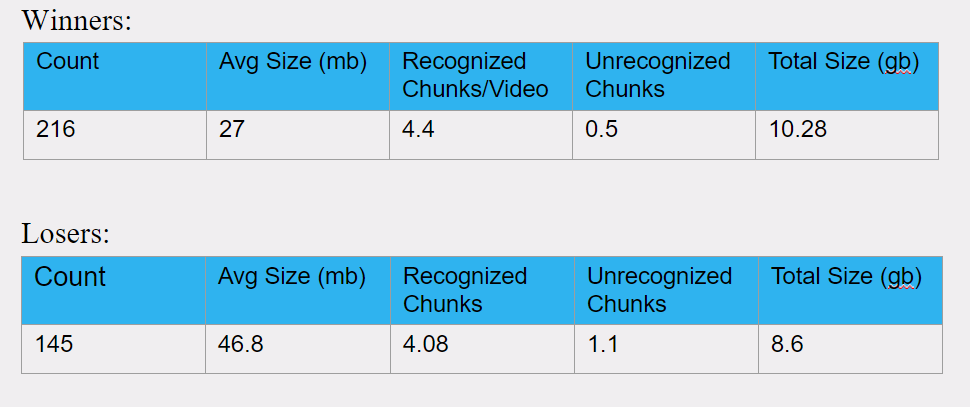 Winners:
Count Avg Size (mb) Recognized Unrecognized Total Size (gb)
Chunks/Video Chunks
216 27 4.4 0.5 10.28
Losers:
Count Avg Size (mb) Recognized Unrecognized Total Size (gb)
Chunks Chunks
145 46.8 4.08 1.1 8.6